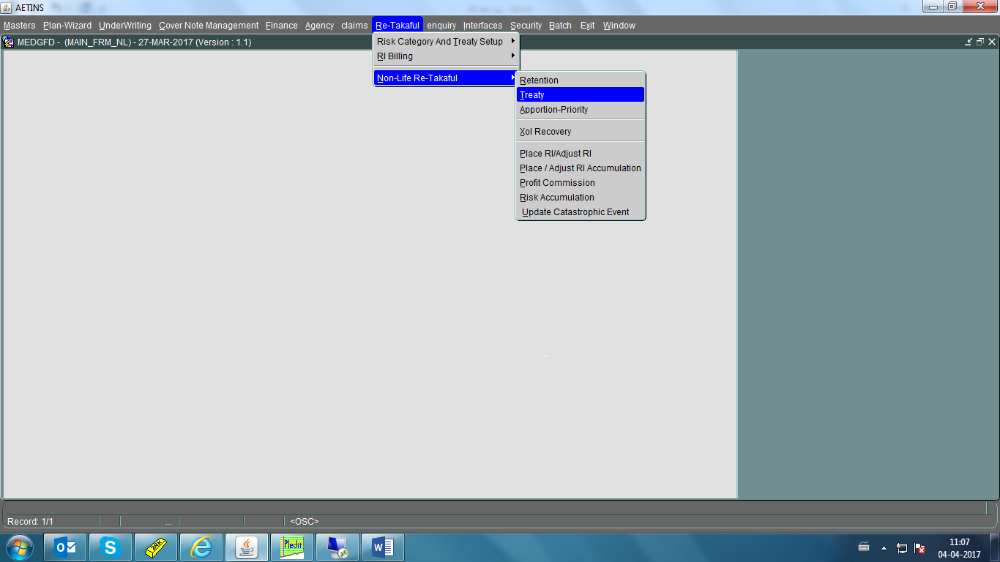 AETINS
Masters Plan-Wizard UnderWriting Cover Note Management Finance Agency claims Re-Takaful enquiry Interfaces Security Batch Exit Window
MEDGFD - (MAIN_FRM_NL) - 27-MAR-2017 (Version : 1.1)
Risk Category And Treaty Setup
RI Billing
Non-Life Re-Takaful
Retention
Treaty
Apportion-Priority
Xol Recovery
Place RI/Adjust RI
Place / Adjust RI Accumulation
Profit Commission
Risk Accumulation
Update Catastrophic Event
Record: 1/1 ... <OSC>
Pledit
11:07
04-04-2017